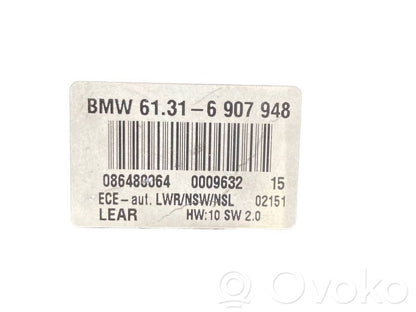 BMW 61.31-6 907 948
086480064 0009632 15
ECE-aut. LWR/NSW/NSL 02151
LEAR HW:10 SW 2.0
Ovoko